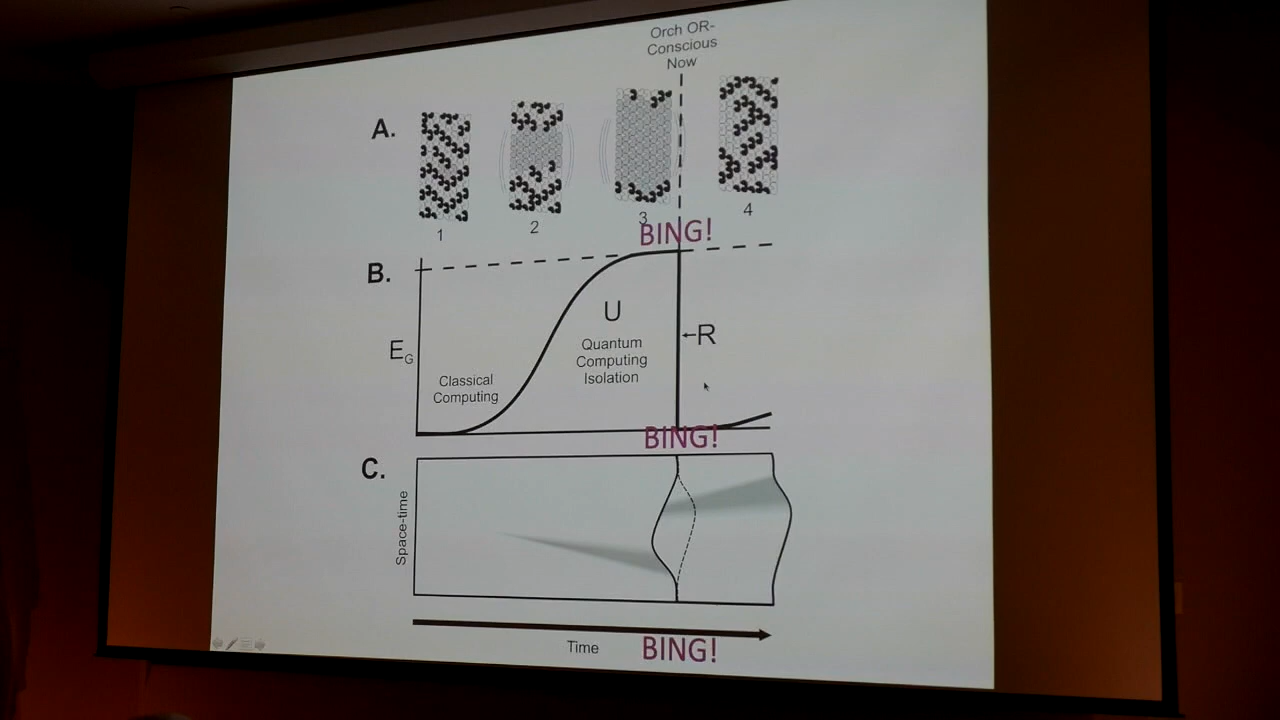 Orch OR-
Conscious
Now
A.
1
2
3
4
BING!
B.
E_G
U
Quantum
Computing
Isolation
←R
Classical
Computing
BING!
C.
Space-time
Time
BING!